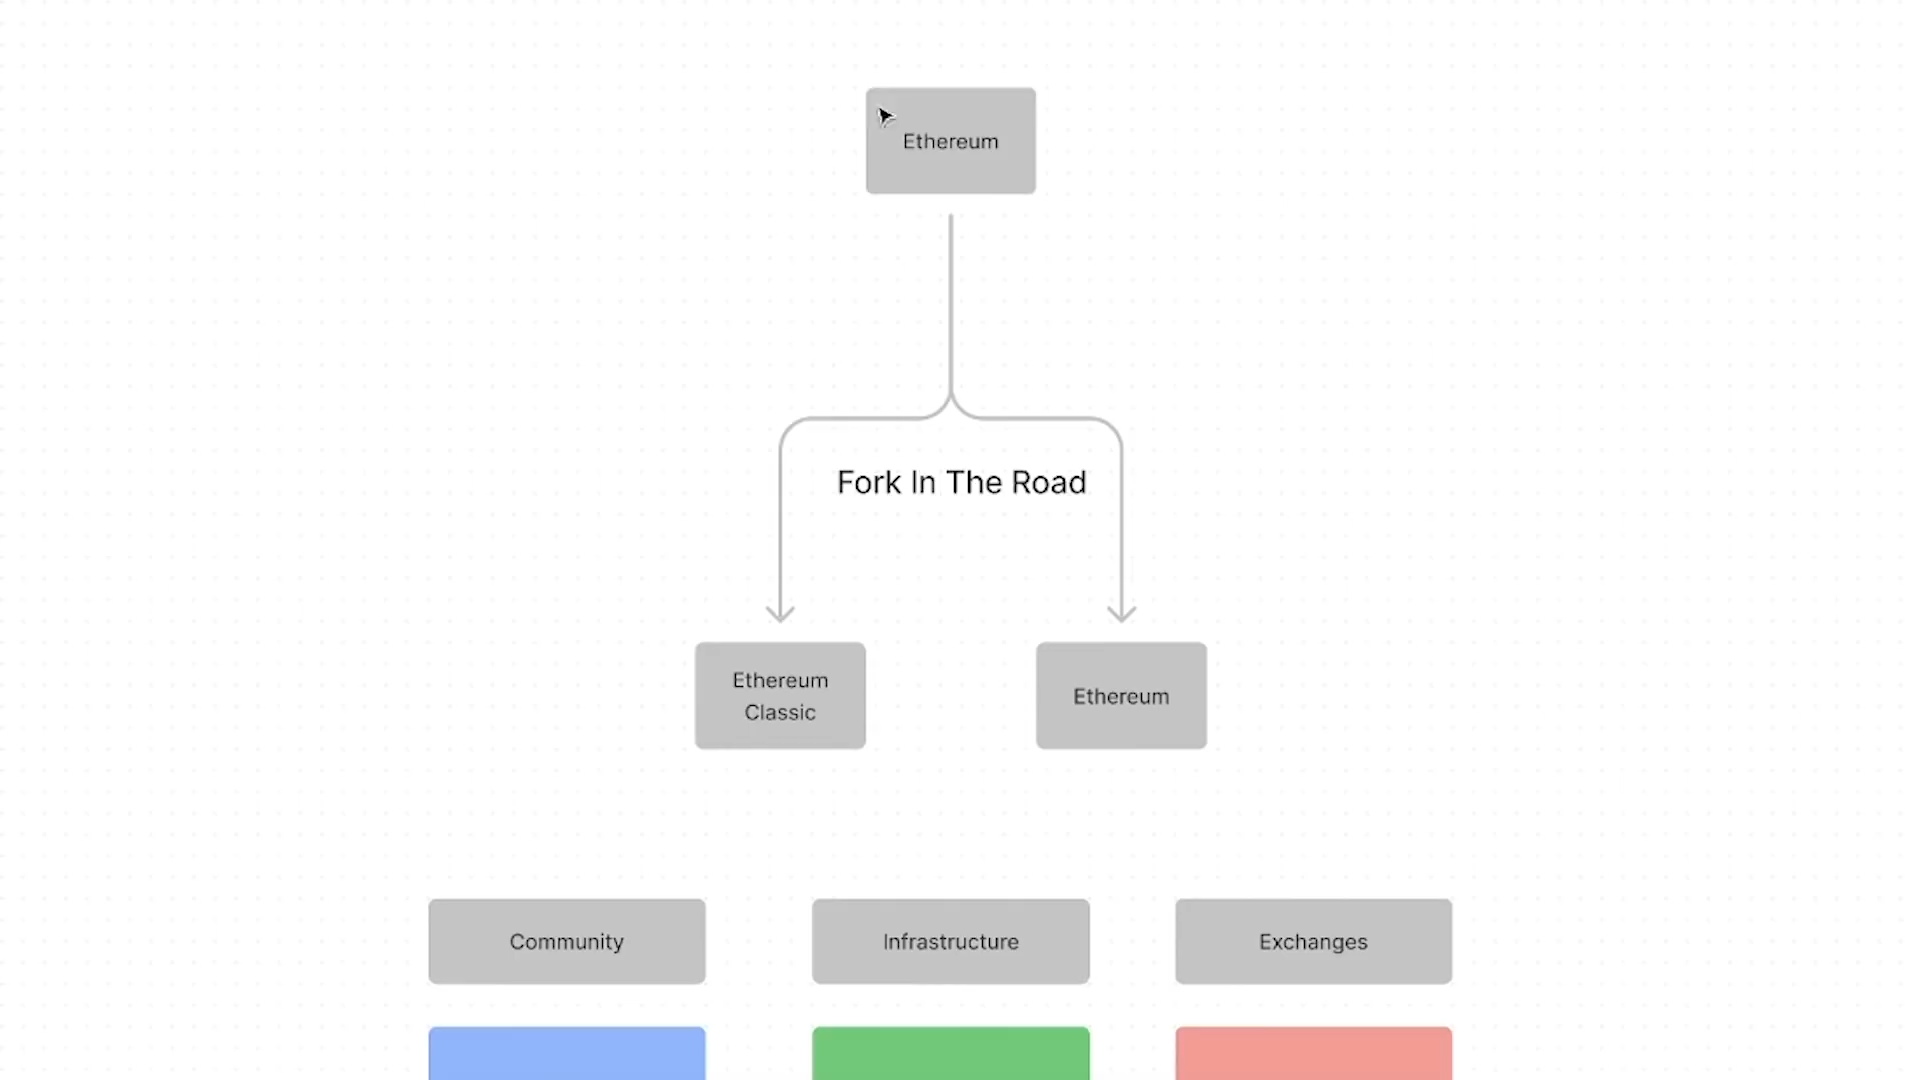 Ethereum
Fork In The Road
Ethereum
Classic
Ethereum
Community
Infrastructure
Exchanges